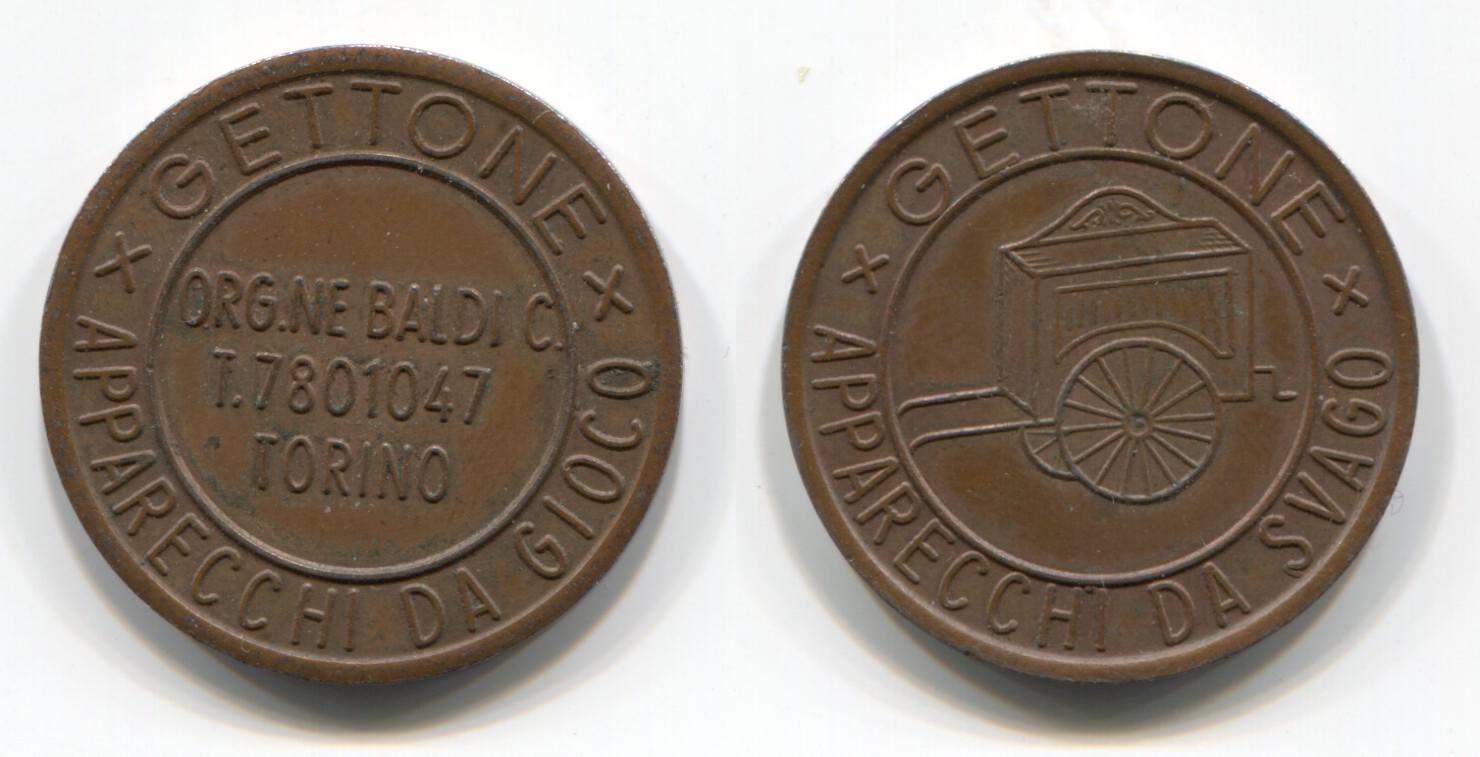 GETTONE
ORG.NE BALDI C.
T.7801047
TORINO
APPARECCHI DA GIOCO
GETTONE
APPARECCHI DA SVAGO